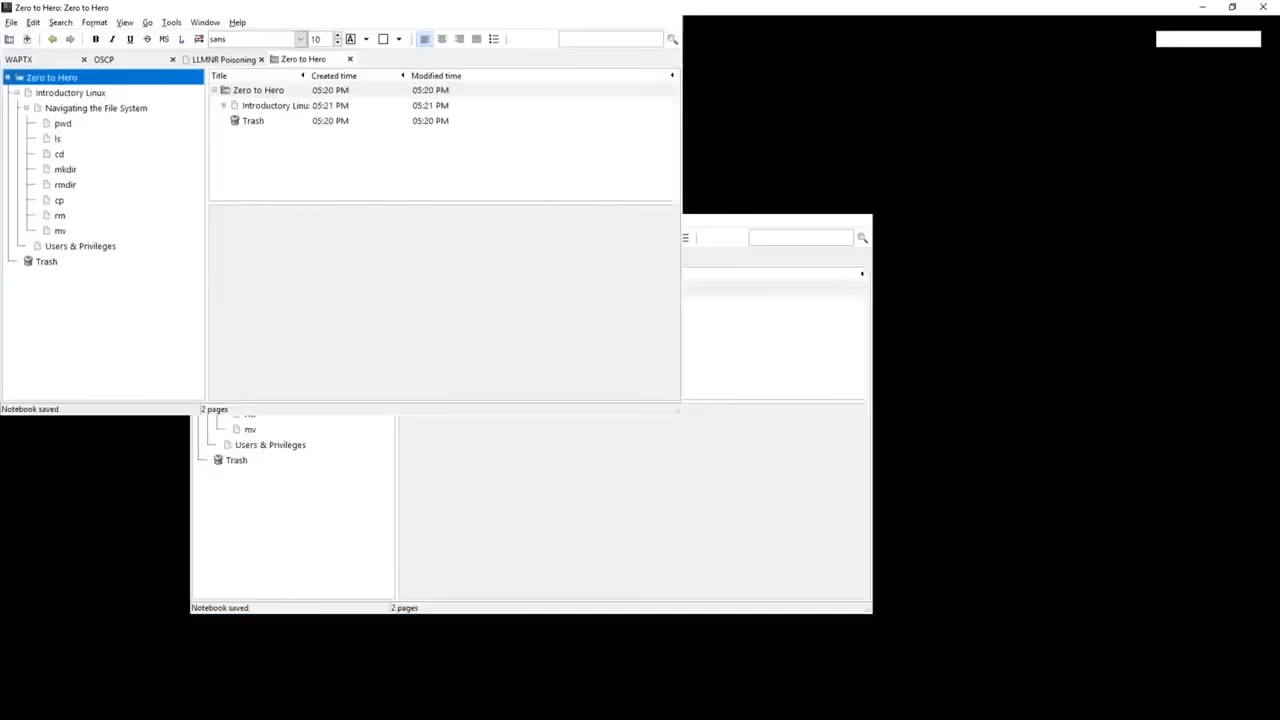 Zero to Hero: Zero to Hero
File Edit Search Format View Go Tools Window Help
B I U S MS L sans 10 A
WAPTX OSCP LLMNR Poisoning Zero to Hero
Zero to Hero
Introductory Linux
Navigating the File System
pwd
ls
cd
mkdir
rmdir
cp
rm
mv
Users & Privileges
Trash
Title Created time Modified time
Zero to Hero 05:20 PM 05:20 PM
Introductory Linu: 05:21 PM 05:21 PM
Trash 05:20 PM 05:20 PM
Notebook saved 2 pages
mv
Users & Privileges
Trash
Notebook saved 2 pages